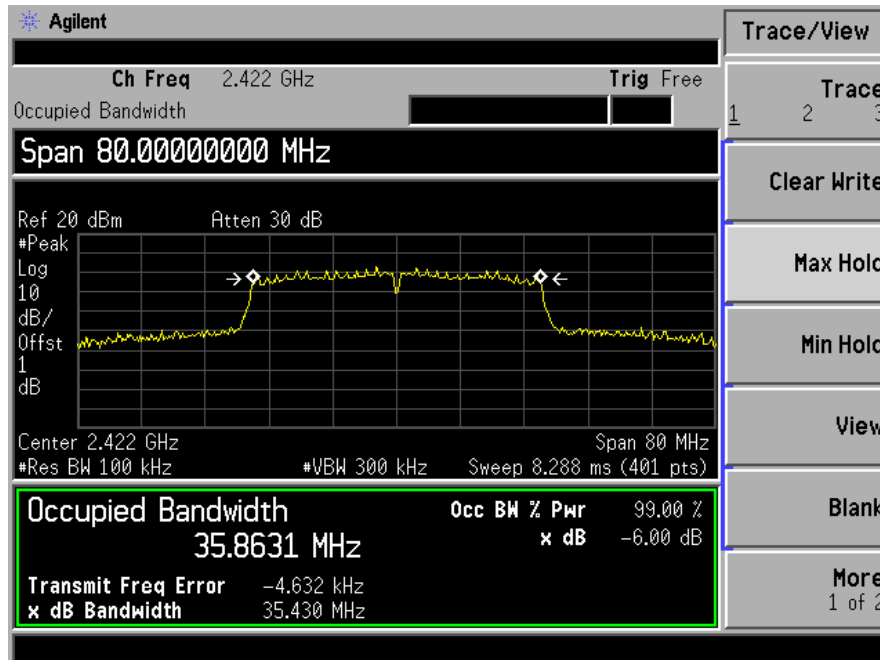 Agilent
Trace/View
Ch Freq 2.422 GHz Trig Free
Occupied Bandwidth
Trace
1 2 3
Span 80.00000000 MHz
Clear Write
Ref 20 dBm Atten 30 dB
#Peak
Log
10
dB/
Offst
1
dB
Max Hold
Min Hold
Center 2.422 GHz Span 80 MHz
#Res BW 100 kHz #VBW 300 kHz Sweep 8.288 ms (401 pts)
View
Occupied Bandwidth
35.8631 MHz
Occ BW % Pwr 99.00 %
x dB -6.00 dB
Transmit Freq Error -4.632 kHz
x dB Bandwidth 35.430 MHz
Blank
More
1 of 2